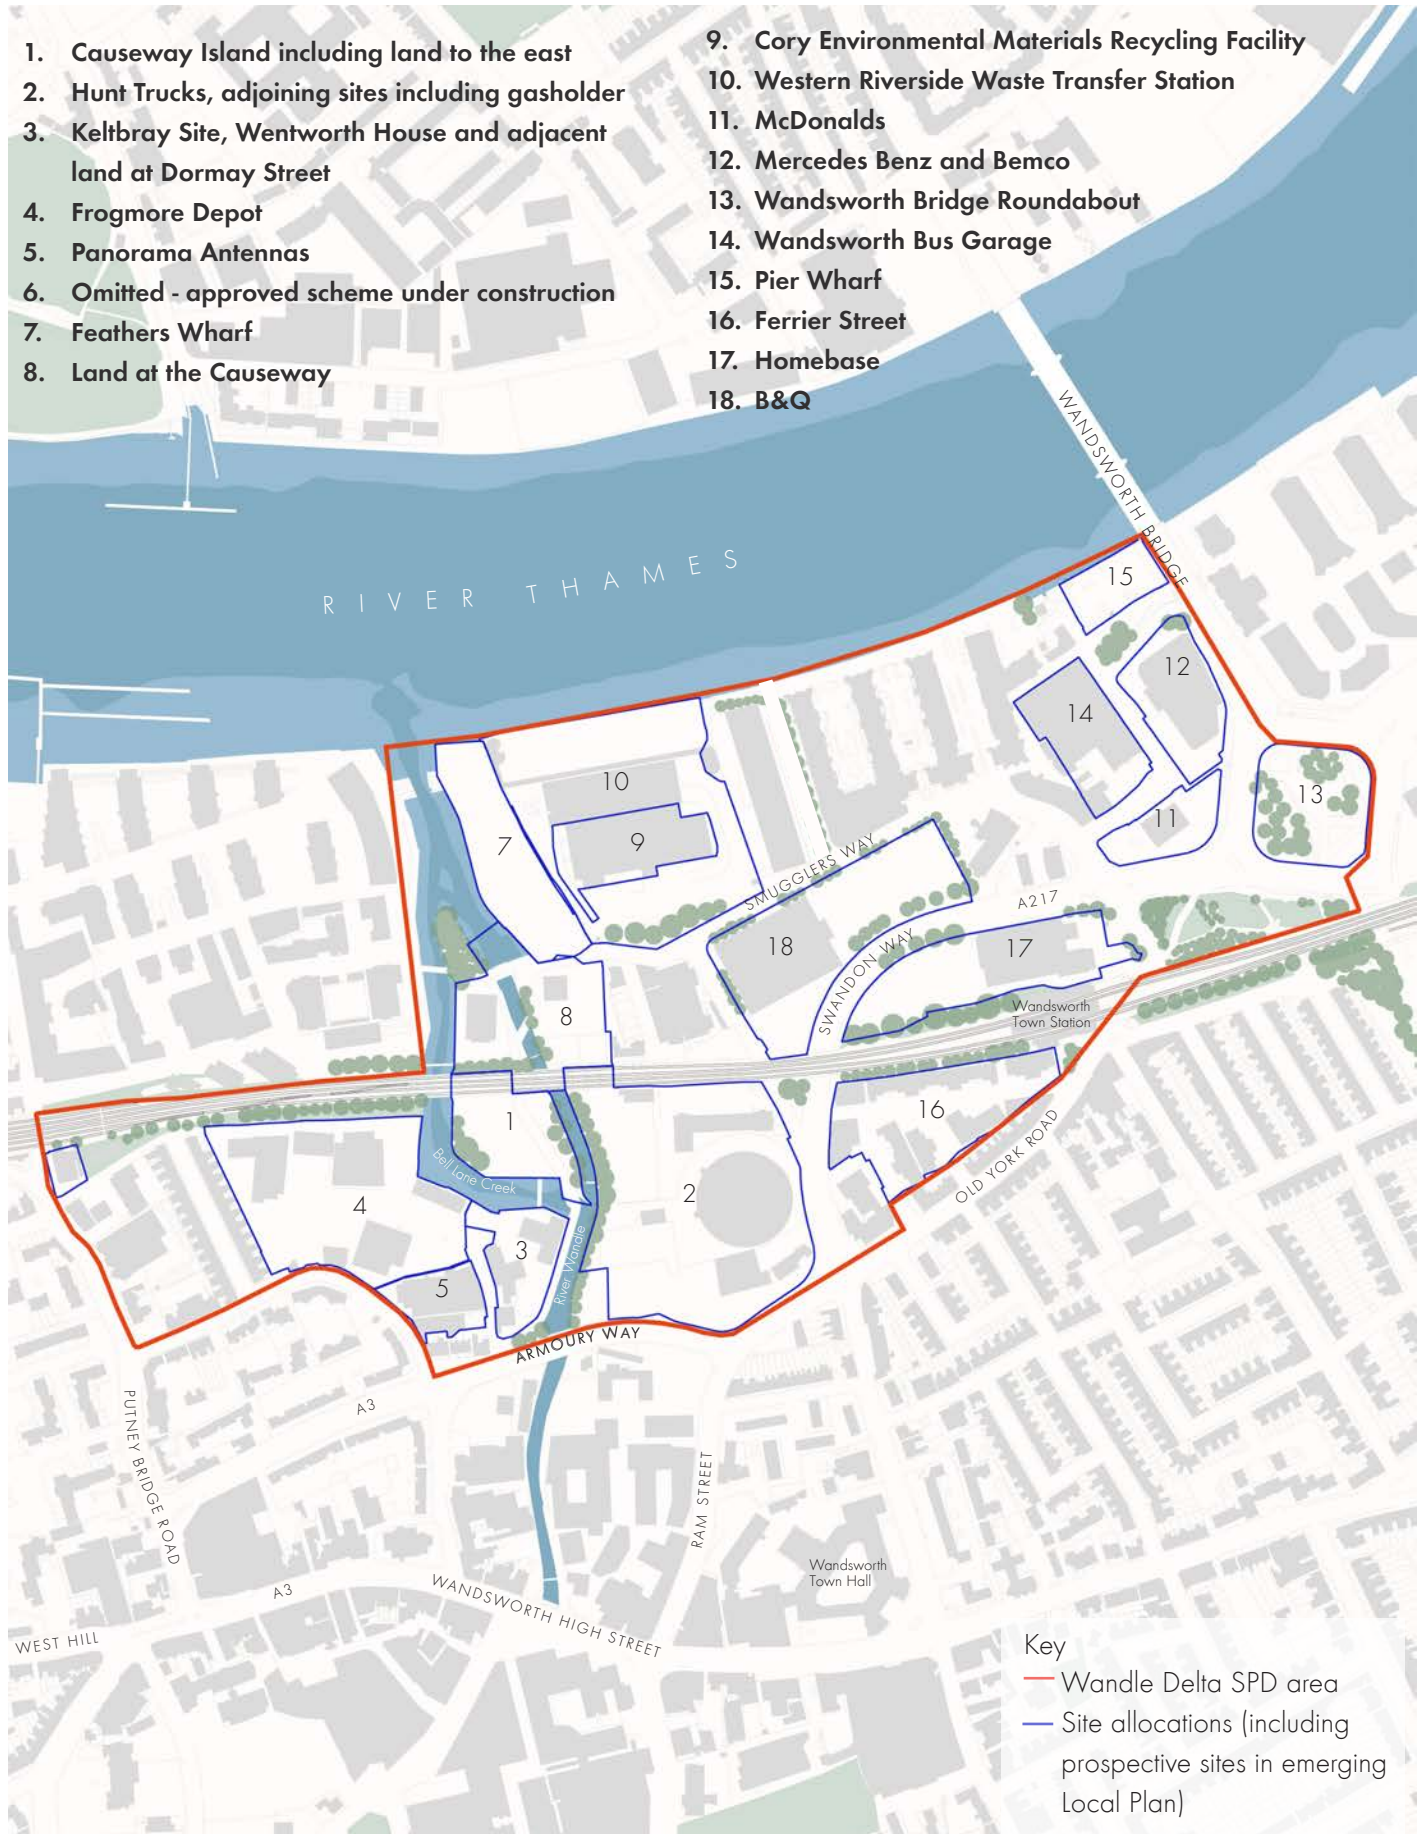 1. Causeway Island including land to the east
2. Hunt Trucks, adjoining sites including gasholder
3. Keltbray Site, Wentworth House and adjacent
land at Dormay Street
4. Frogmore Depot
5. Panorama Antennas
6. Omitted - approved scheme under construction
7. Feathers Wharf
8. Land at the Causeway
9. Cory Environmental Materials Recycling Facility
10. Western Riverside Waste Transfer Station
11. McDonalds
12. Mercedes Benz and Bemco
13. Wandsworth Bridge Roundabout
14. Wandsworth Bus Garage
15. Pier Wharf
16. Ferrier Street
17. Homebase
18. B&Q
WANDSWORTH BRIDGE
RIVER THAMES
15
12
14
10
13
11
9
7
SMUGGLERS WAY
A217
18
17
SWANDON WAY
Wandsworth
Town Station
8
1
16
Bell Lane Creek
OLD YORK ROAD
2
4
3
River Wandle
5
ARMOURY WAY
A3
PUTNEY BRIDGE ROAD
RAM STREET
Wandsworth
Town Hall
A3
WANDSWORTH HIGH STREET
WEST HILL
Key
Wandle Delta SPD area
Site allocations (including
prospective sites in emerging
Local Plan)